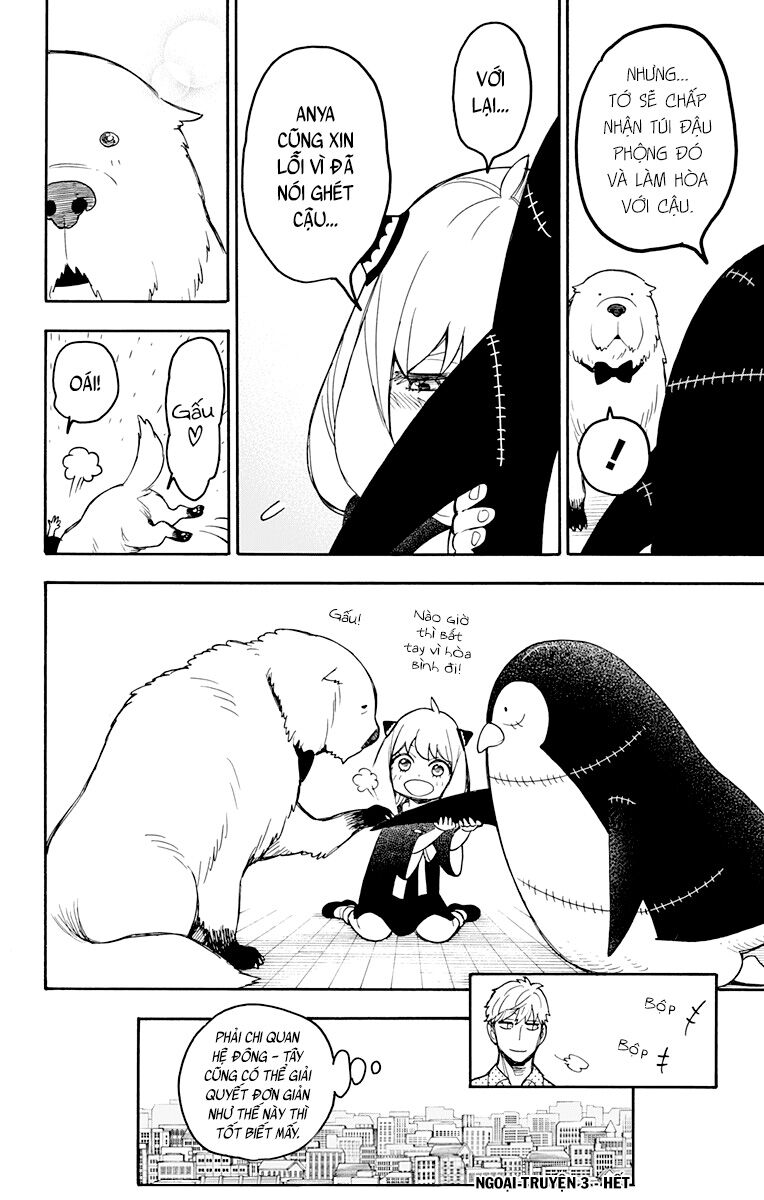 NHƯNG...
TỚ SẼ CHẤP
NHẬN TÚI ĐẬU
PHỘNG ĐÓ
VÀ LÀM HÒA
VỚI CẬU.
!
VỚI
LẠI...
ANYA
CŨNG XIN
LỖI VÌ ĐÃ
NÓI GHÉT
CẬU...
Gấu
♡
OÁI!
Nào giờ
thì bắt
tay vì hòa
bình đi!
Gấu!
Bộp
Bộp
PHẢI CHI QUAN
HỆ ĐÔNG - TÂY
CŨNG CÓ THỂ GIẢI
QUYẾT ĐƠN GIẢN
NHƯ THẾ NÀY THÌ
TỐT BIẾT MẤY.
NGOẠI TRUYỆN 3 - HẾT